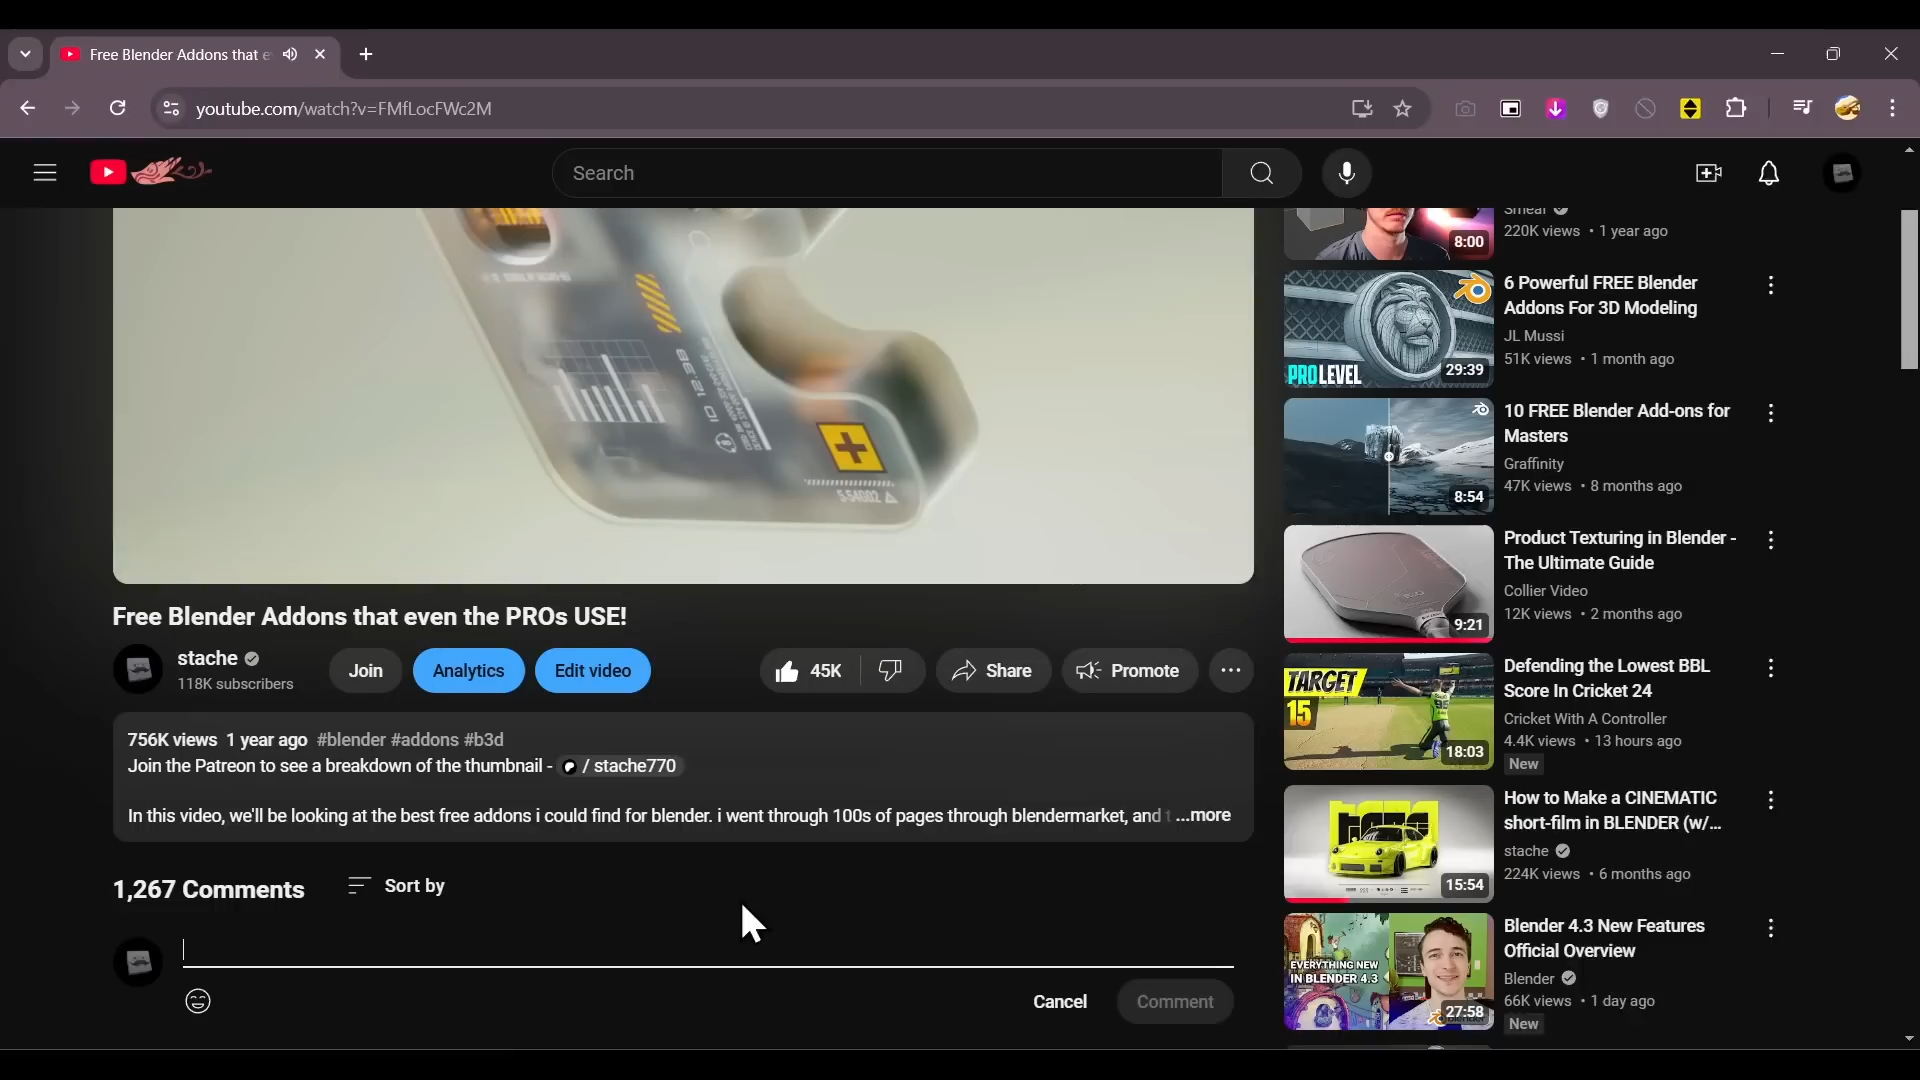 Free Blender Addons that e
youtube.com/watch?v=FMfLocFWc2M
Search
ID 12.98
5.54002
Free Blender Addons that even the PROs USE!
stache
118K subscribers
Join
Analytics
Edit video
45K
Share
Promote
756K views 1 year ago #blender #addons #b3d
Join the Patreon to see a breakdown of the thumbnail - / stache770
In this video, we'll be looking at the best free addons i could find for blender. i went through 100s of pages through blendermarket, and t ...more
1,267 Comments
Sort by
Cancel
Comment
8:00
Smear
220K views • 1 year ago
PRO LEVEL
29:39
6 Powerful FREE Blender
Addons For 3D Modeling
JL Mussi
51K views • 1 month ago
8:54
10 FREE Blender Add-ons for
Masters
Graffinity
47K views • 8 months ago
9:21
Product Texturing in Blender -
The Ultimate Guide
Collier Video
12K views • 2 months ago
TARGET
15
18:03
Defending the Lowest BBL
Score In Cricket 24
Cricket With A Controller
4.4K views • 13 hours ago
New
15:54
How to Make a CINEMATIC
short-film in BLENDER (w/...
stache
224K views • 6 months ago
EVERYTHING NEW
IN BLENDER 4.3
27:58
Blender 4.3 New Features
Official Overview
Blender
66K views • 1 day ago
New